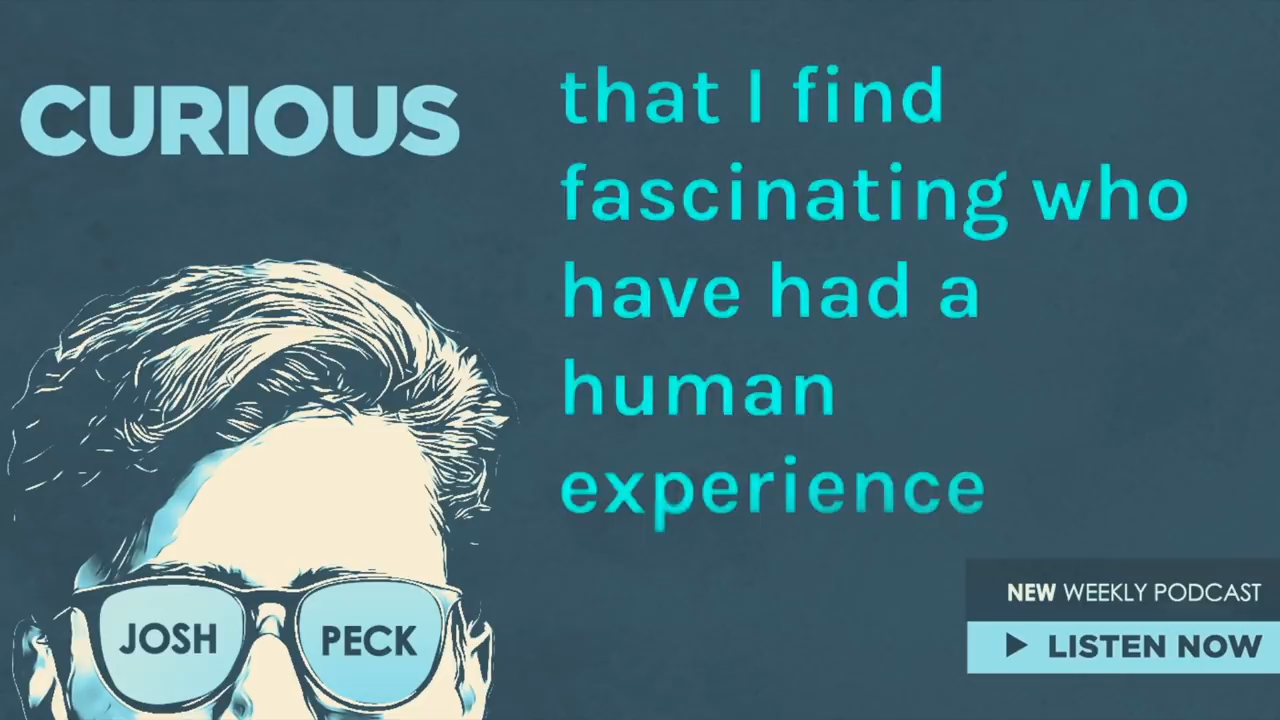 CURIOUS
that I find
fascinating who
have had a
human
experience
JOSH PECK
NEW WEEKLY PODCAST
LISTEN NOW